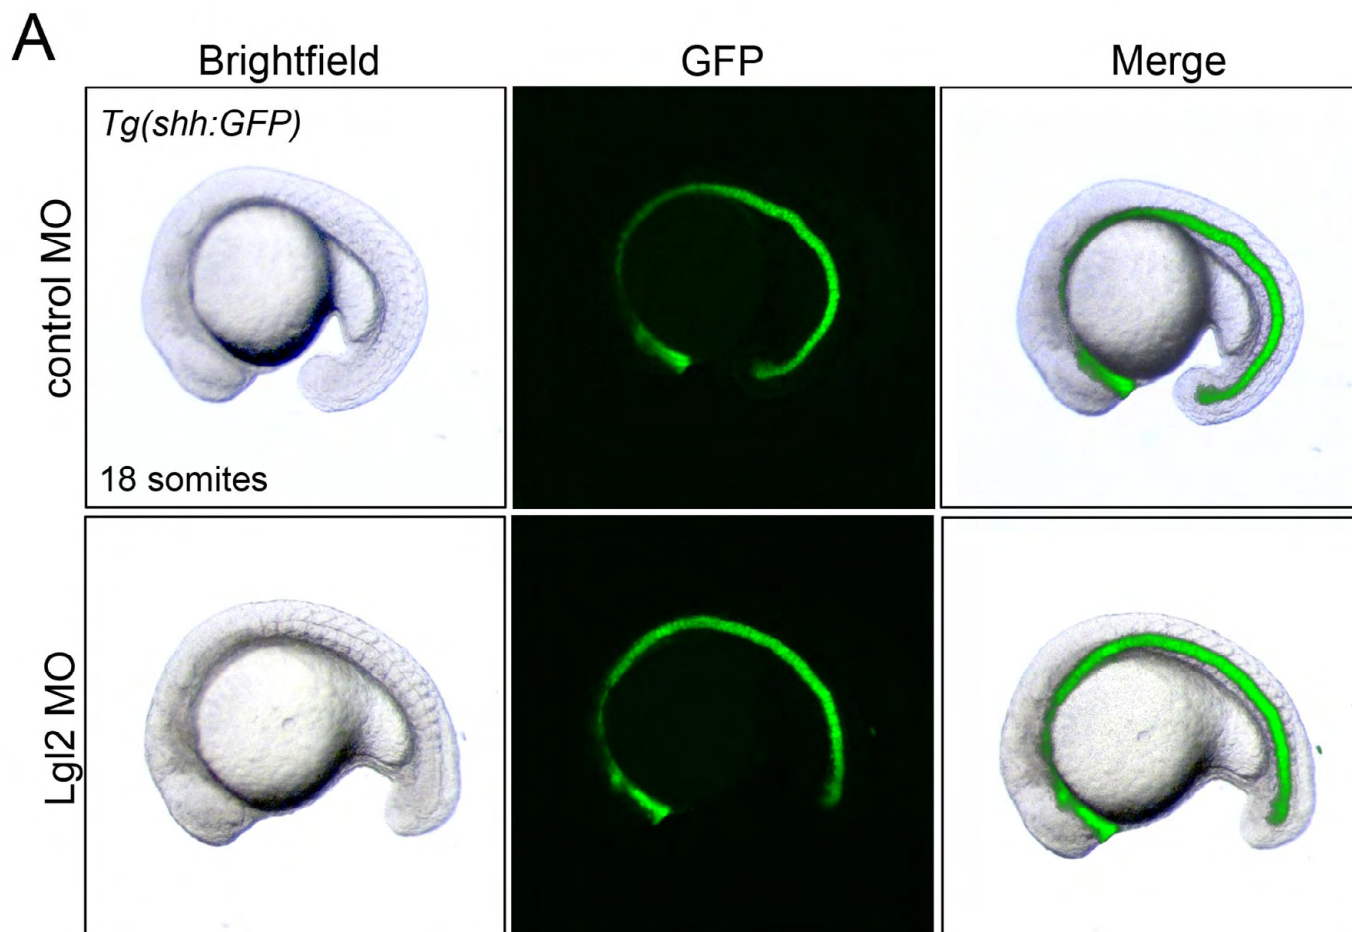 A
Brightfield GFP Merge
Tg(shh:GFP)
control MO
18 somites
Lgl2 MO